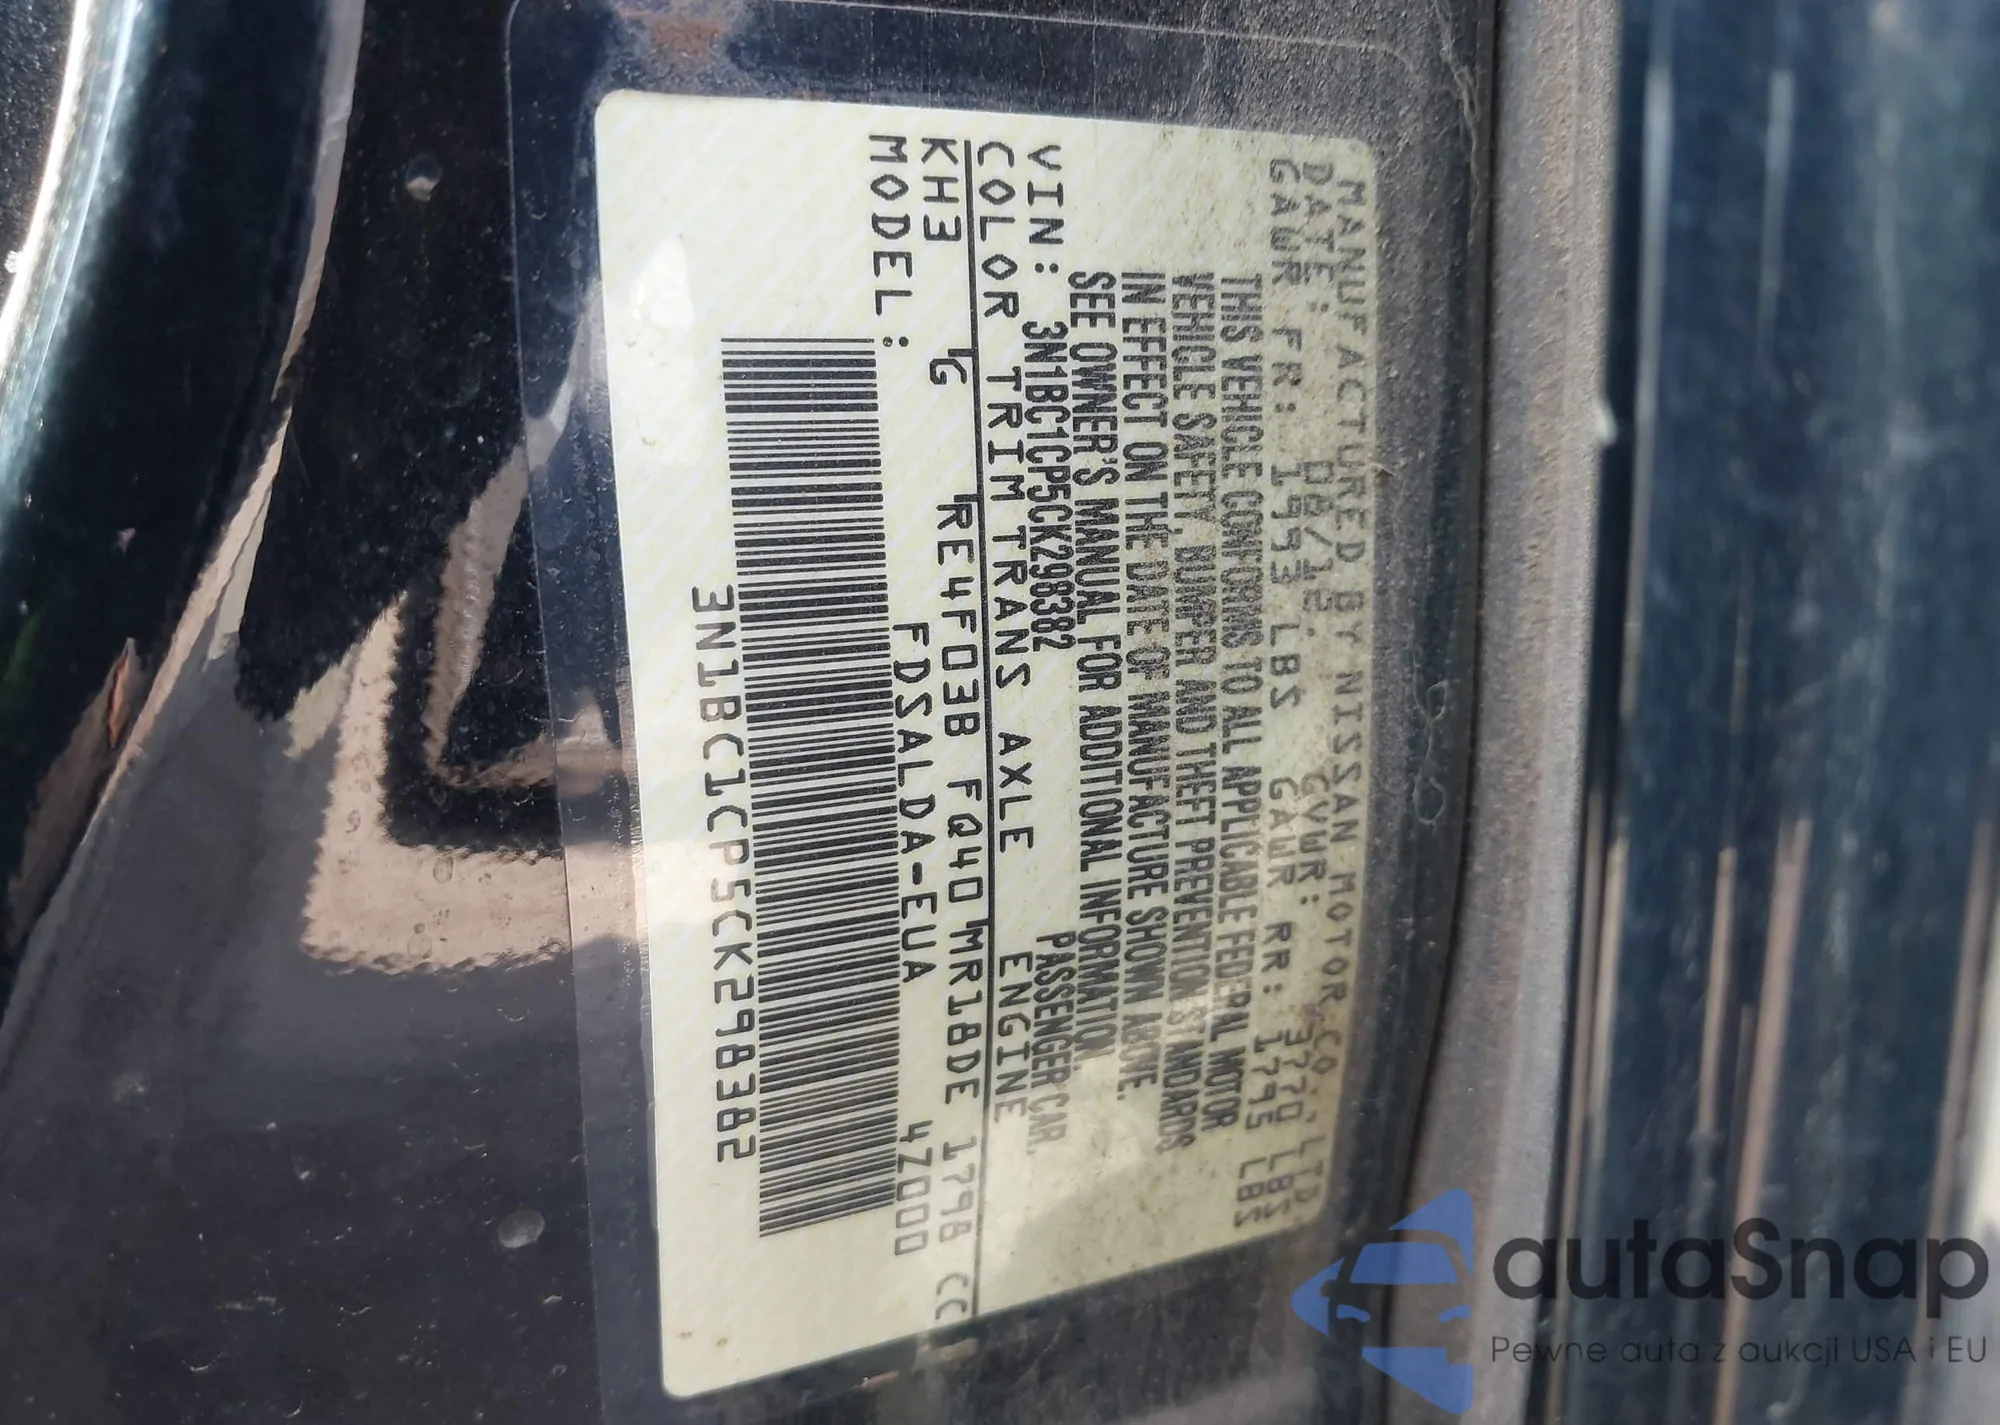 MANUFACTURED BY NISSAN MOTOR CO., LTD.
DATE: 08/12 GVWR: 3770 LBS
GAWR FR: 1993 LBS GAWR RR: 1795 LBS
THIS VEHICLE CONFORMS TO ALL APPLICABLE FEDERAL MOTOR
VEHICLE SAFETY, BUMPER AND THEFT PREVENTION STANDARDS
IN EFFECT ON THE DATE OF MANUFACTURE SHOWN ABOVE.
SEE OWNER'S MANUAL FOR ADDITIONAL INFORMATION.
VIN: 3N1BC1CP5CK298382 PASSENGER CAR
COLOR TRIM TRANS AXLE ENGINE
KH3 G RE4F03B FQ40 MR18DE 1798 CC
MODEL: FDSALDA-EUA 4Z000
3N1BC1CP5CK298382
autaSnap
Pewne auta z aukcji USA i EU